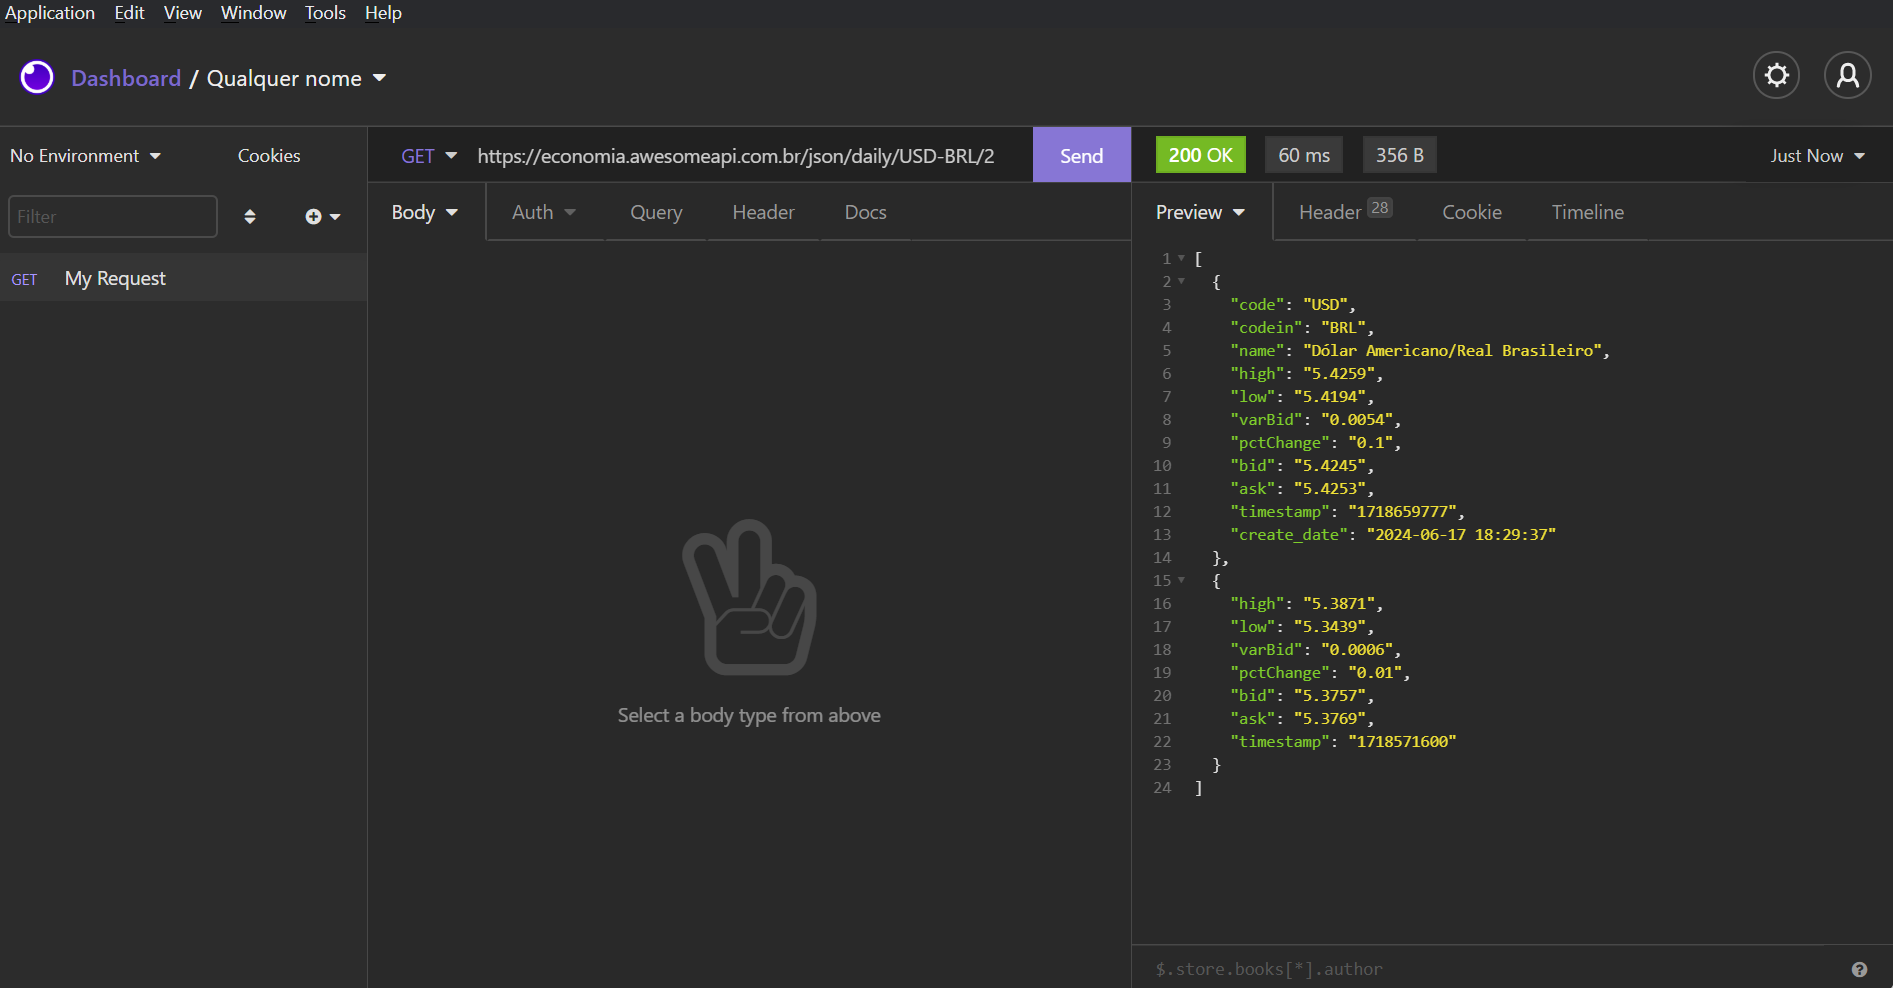 Application Edit View Window Tools Help
Dashboard / Qualquer nome
No Environment Cookies
Filter
GET My Request
GET https://economia.awesomeapi.com.br/json/daily/USD-BRL/2 Send
Body Auth Query Header Docs
Select a body type from above
200 OK 60 ms 356 B Just Now
Preview Header 28 Cookie Timeline
1 [
2 {
3 "code": "USD",
4 "codein": "BRL",
5 "name": "Dólar Americano/Real Brasileiro",
6 "high": "5.4259",
7 "low": "5.4194",
8 "varBid": "0.0054",
9 "pctChange": "0.1",
10 "bid": "5.4245",
11 "ask": "5.4253",
12 "timestamp": "1718659777",
13 "create_date": "2024-06-17 18:29:37"
14 },
15 {
16 "high": "5.3871",
17 "low": "5.3439",
18 "varBid": "0.0006",
19 "pctChange": "0.01",
20 "bid": "5.3757",
21 "ask": "5.3769",
22 "timestamp": "1718571600"
23 }
24 ]
$.store.books[*].author ?